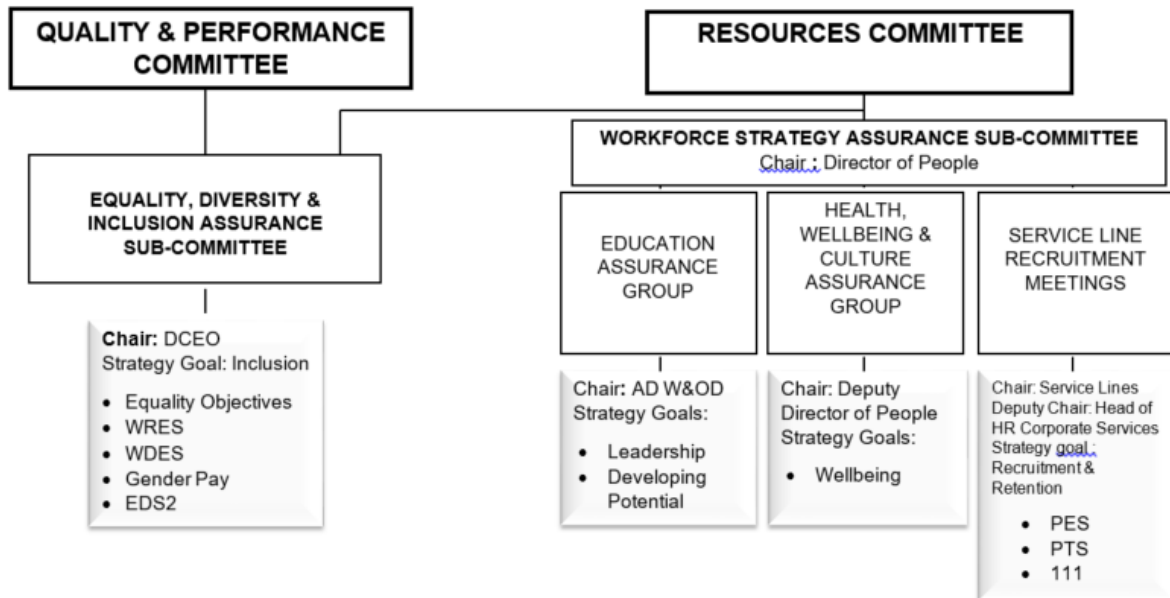 QUALITY & PERFORMANCE
COMMITTEE
RESOURCES COMMITTEE
WORKFORCE STRATEGY ASSURANCE SUB-COMMITTEE
Chair : Director of People
EQUALITY, DIVERSITY &
INCLUSION ASSURANCE
SUB-COMMITTEE
EDUCATION
ASSURANCE
GROUP
HEALTH,
WELLBEING &
CULTURE
ASSURANCE
GROUP
SERVICE LINE
RECRUITMENT
MEETINGS
Chair: DCEO
Strategy Goal: Inclusion
• Equality Objectives
• WRES
• WDES
• Gender Pay
• EDS2
Chair: AD W&OD
Strategy Goals:
• Leadership
• Developing
Potential
Chair: Deputy
Director of People
Strategy Goals:
• Wellbeing
Chair: Service Lines
Deputy Chair: Head of
HR Corporate Services
Strategy goal :
Recruitment &
Retention
• PES
• PTS
• 111